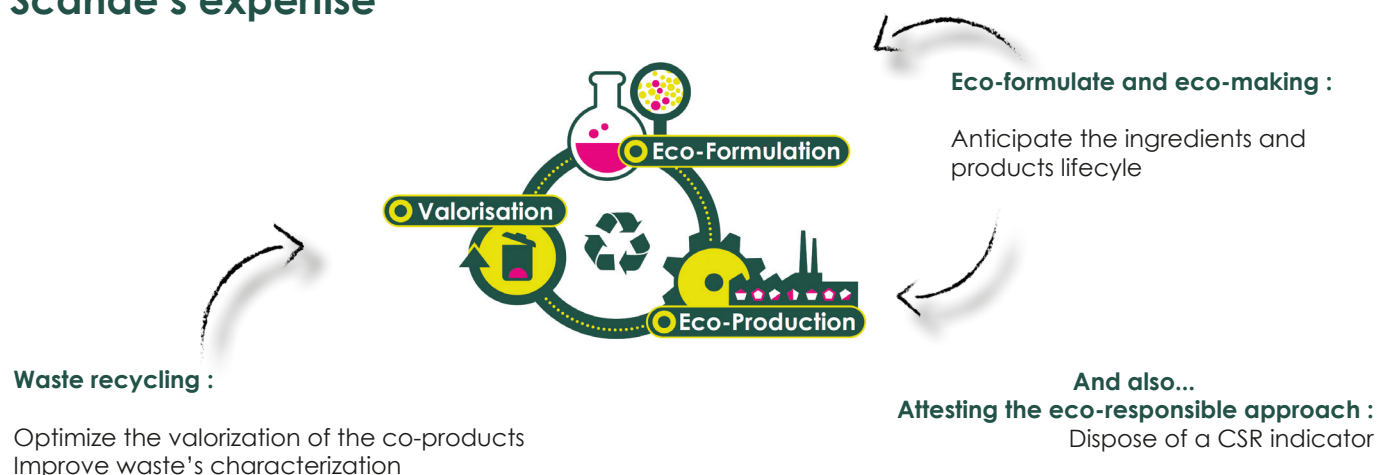 Scande's expertise
Eco-formulate and eco-making :
Anticipate the ingredients and
products lifecyle
Eco-Formulation
Valorisation
Eco-Production
Waste recycling :
Optimize the valorization of the co-products
Improve waste's characterization
And also...
Attesting the eco-responsible approach :
Dispose of a CSR indicator